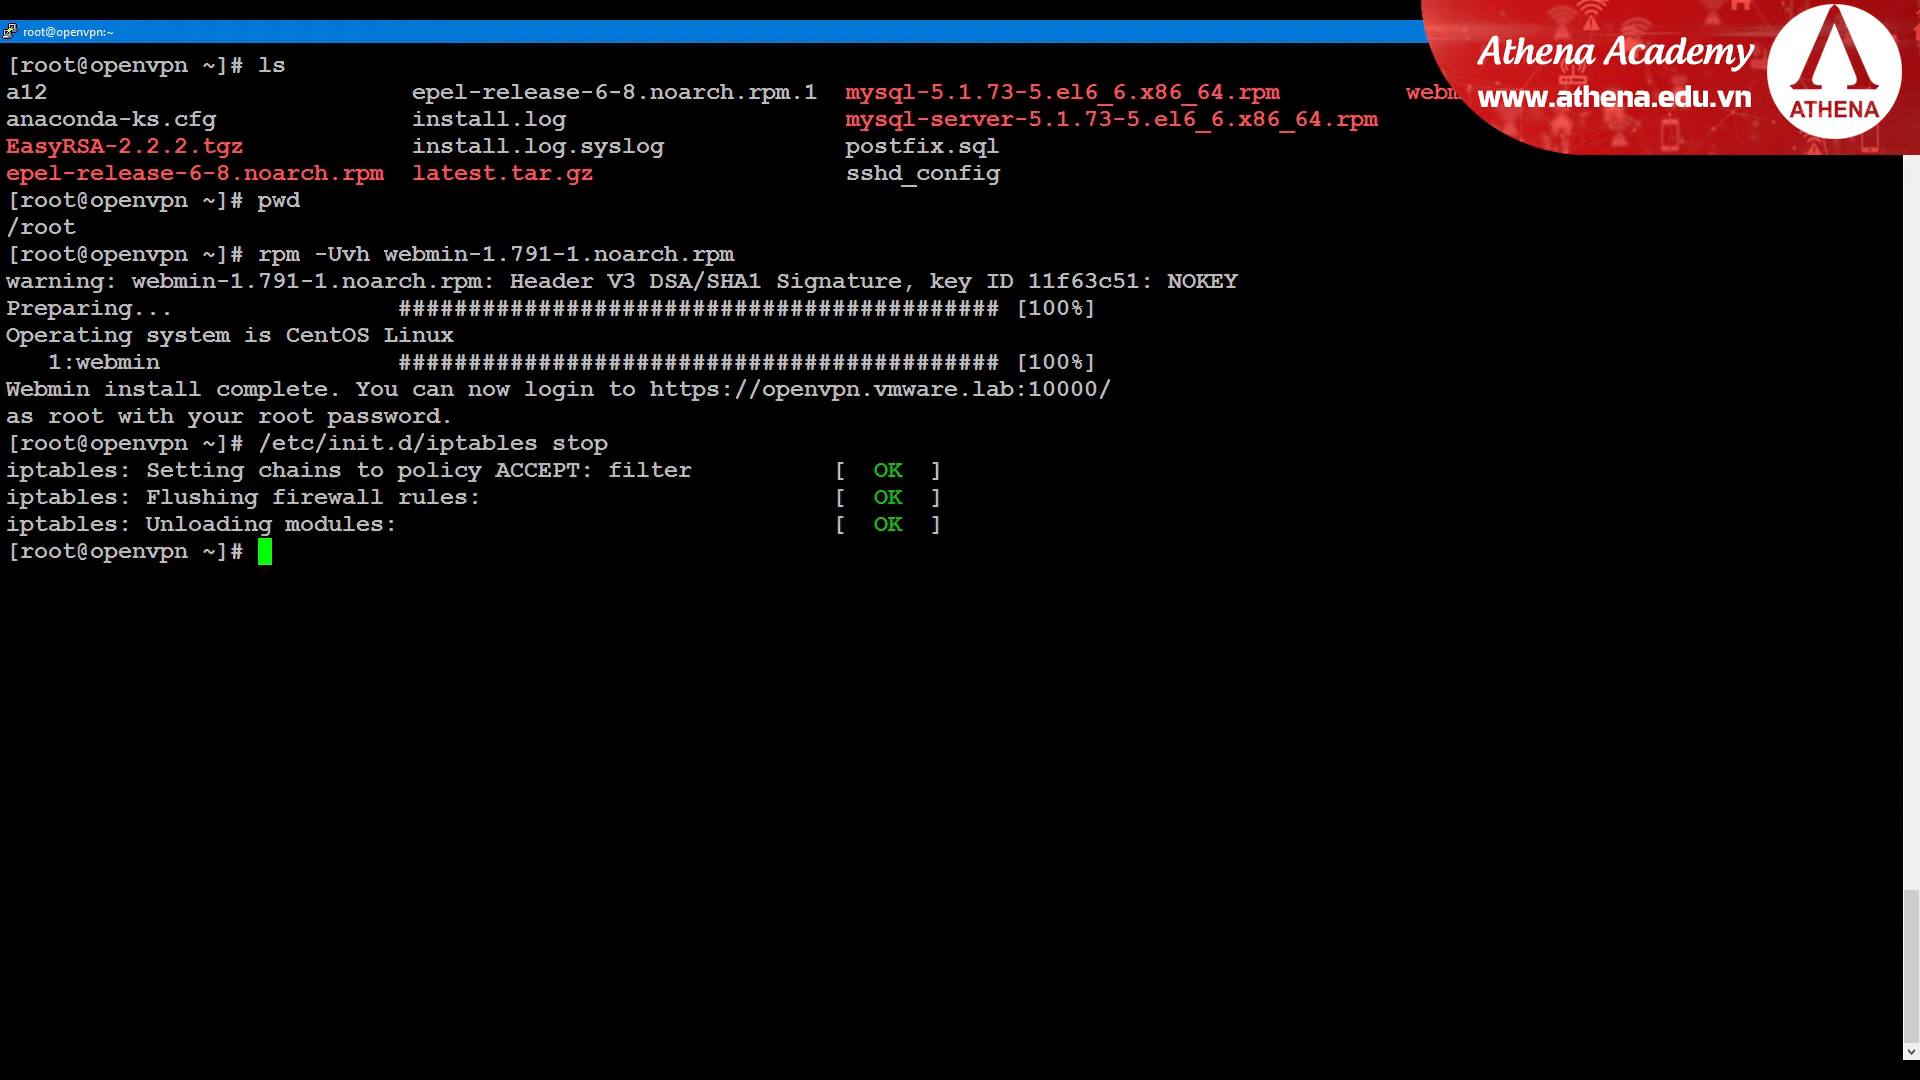 root@openvpn:~
Athena Academy
www.athena.edu.vn
ATHENA
[root@openvpn ~]# ls
a12 epel-release-6-8.noarch.rpm.1 mysql-5.1.73-5.el6_6.x86_64.rpm
anaconda-ks.cfg install.log mysql-server-5.1.73-5.el6_6.x86_64.rpm
EasyRSA-2.2.2.tgz install.log.syslog postfix.sql
epel-release-6-8.noarch.rpm latest.tar.gz sshd_config
[root@openvpn ~]# pwd
/root
[root@openvpn ~]# rpm -Uvh webmin-1.791-1.noarch.rpm
warning: webmin-1.791-1.noarch.rpm: Header V3 DSA/SHA1 Signature, key ID 11f63c51: NOKEY
Preparing... ########################################### [100%]
Operating system is CentOS Linux
1:webmin ########################################### [100%]
Webmin install complete. You can now login to https://openvpn.vmware.lab:10000/
as root with your root password.
[root@openvpn ~]# /etc/init.d/iptables stop
iptables: Setting chains to policy ACCEPT: filter [ OK ]
iptables: Flushing firewall rules: [ OK ]
iptables: Unloading modules: [ OK ]
[root@openvpn ~]#